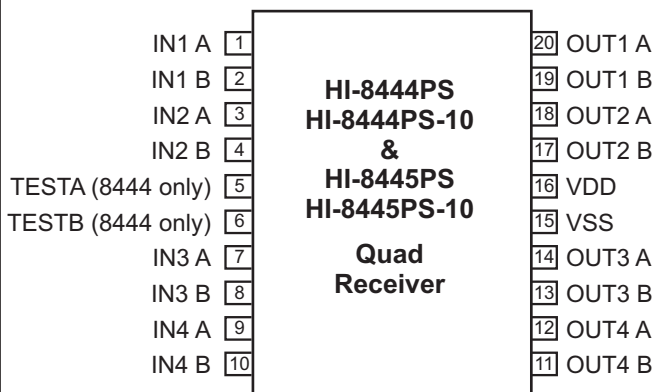 IN1 A 1
IN1 B 2
IN2 A 3
IN2 B 4
TESTA (8444 only) 5
TESTB (8444 only) 6
IN3 A 7
IN3 B 8
IN4 A 9
IN4 B 10
HI-8444PS
HI-8444PS-10
&
HI-8445PS
HI-8445PS-10
Quad
Receiver
20 OUT1 A
19 OUT1 B
18 OUT2 A
17 OUT2 B
16 VDD
15 VSS
14 OUT3 A
13 OUT3 B
12 OUT4 A
11 OUT4 B